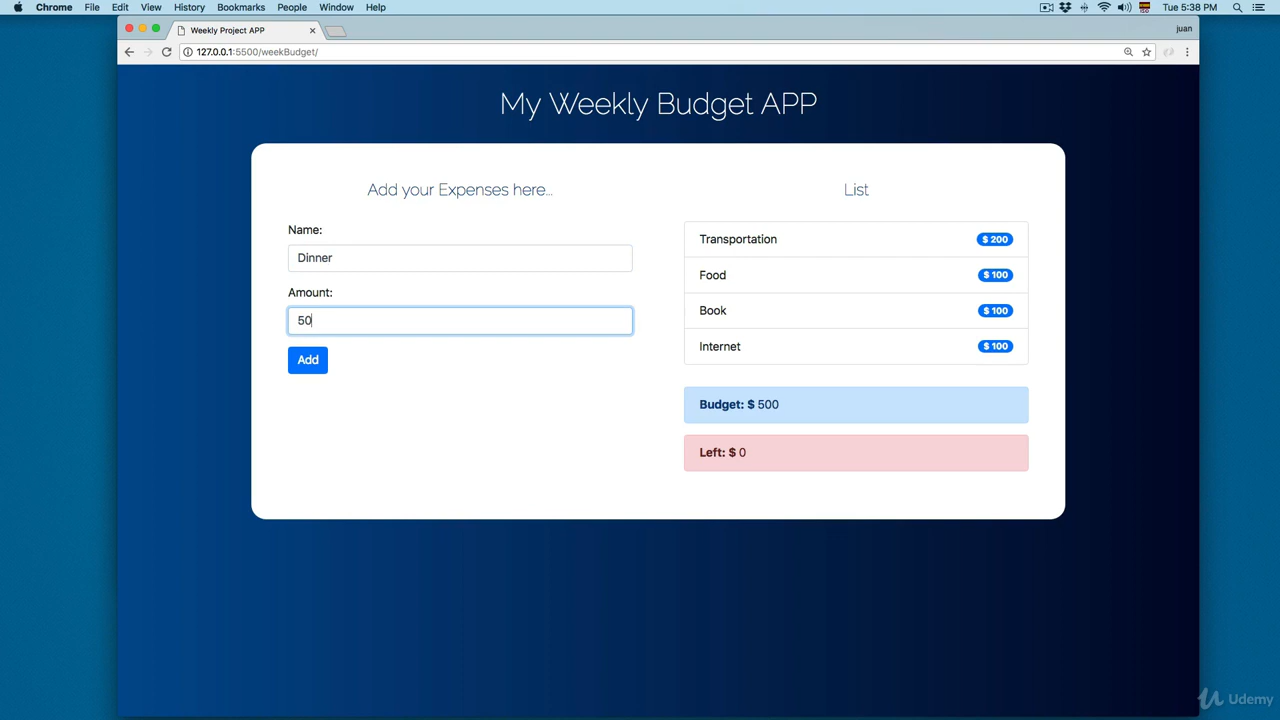 Chrome File Edit View History Bookmarks People Window Help Tue 5:38 PM
Weekly Project APP
juan
127.0.0.1:5500/weekBudget/
My Weekly Budget APP
Add your Expenses here...
Name:
Dinner
Amount:
50
Add
List
Transportation $ 200
Food $ 100
Book $ 100
Internet $ 100
Budget: $ 500
Left: $ 0
Udemy